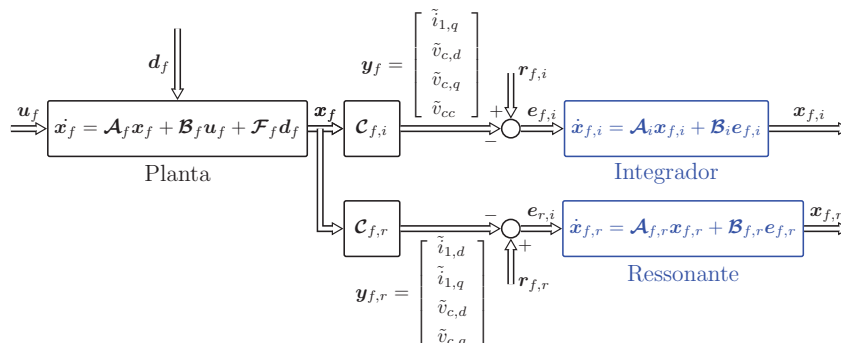 𝒅_f
𝒚_f = [ ĩ_{1,q} ṽ_{c,d} ṽ_{c,q} ṽ_{cc} ]
𝒓_{f,i}
𝒖_f
𝒙̇_f = 𝓐_f 𝒙_f + 𝓑_f 𝒖_f + 𝓕_f 𝒅_f
𝒙_f
𝓒_{f,i}
+
−
𝒆_{f,i}
𝒙̇_{f,i} = 𝓐_i 𝒙_{f,i} + 𝓑_i 𝒆_{f,i}
𝒙_{f,i}
Planta
Integrador
𝓒_{f,r}
−
+
𝒆_{r,i}
𝒙̇_{f,r} = 𝓐_{f,r} 𝒙_{f,r} + 𝓑_{f,r} 𝒆_{f,r}
𝒙_{f,r}
Ressonante
𝒚_{f,r} = [ ĩ_{1,d} ĩ_{1,q} ṽ_{c,d} ṽ_{c,q}
𝒓_{f,r}